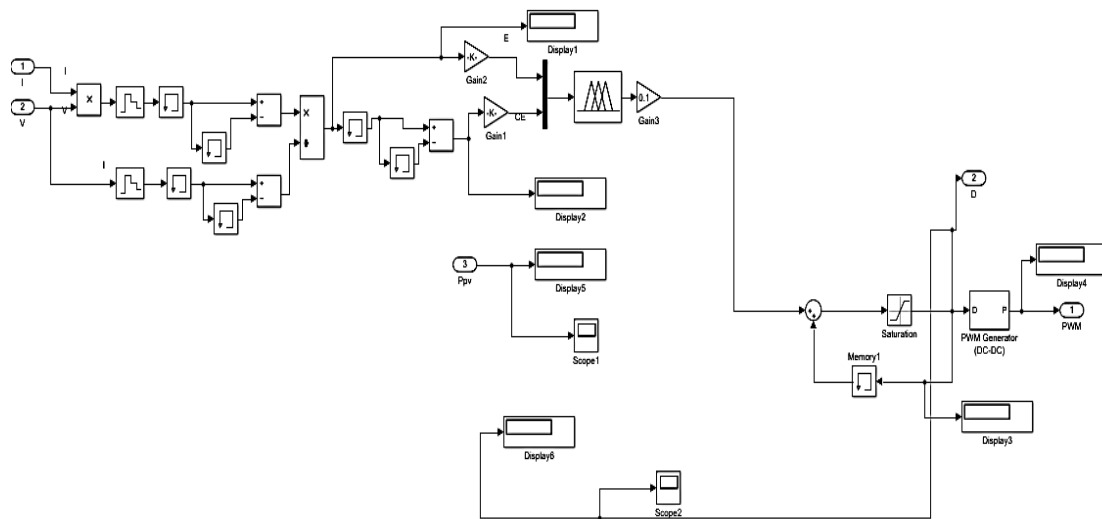 E
Display1
1
I
I
-K-
Gain2
2
V
V
×
+
−
×
÷
-K-
Gain1
CE
0.1
Gain3
+
−
I
+
−
Display2
2
D
3
Ppv
Display5
Display4
Scope1
+
+
Saturation
D
P
PWM Generator
(DC-DC)
1
PWM
Memory1
Display3
Display6
Scope2